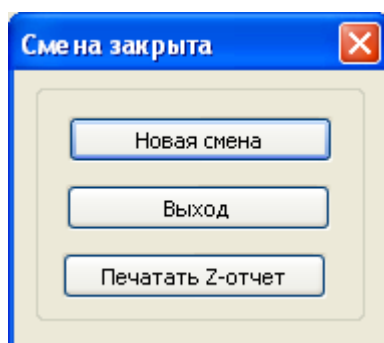 Смена закрыта
Новая смена
Выход
Печатать Z-отчет